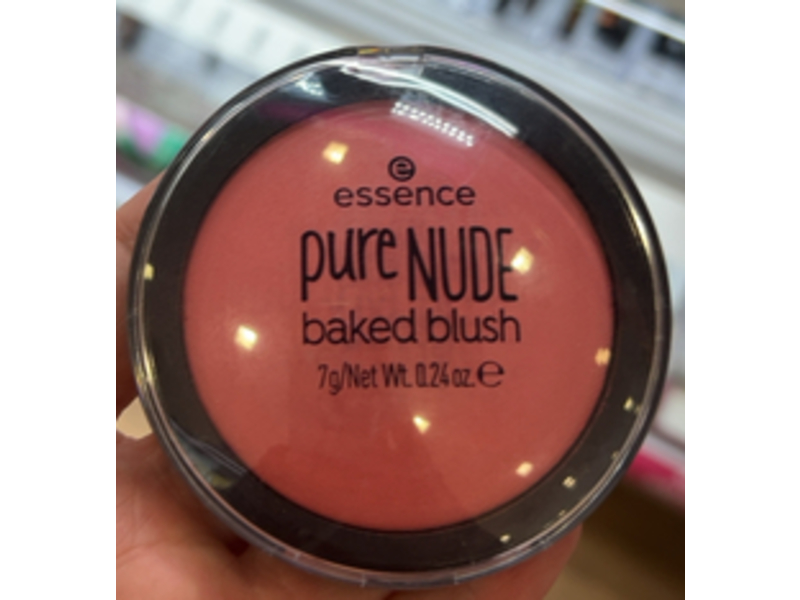 e
essence
pure NUDE
baked blush
7g/Net Wt. 0.24 oz. ℮